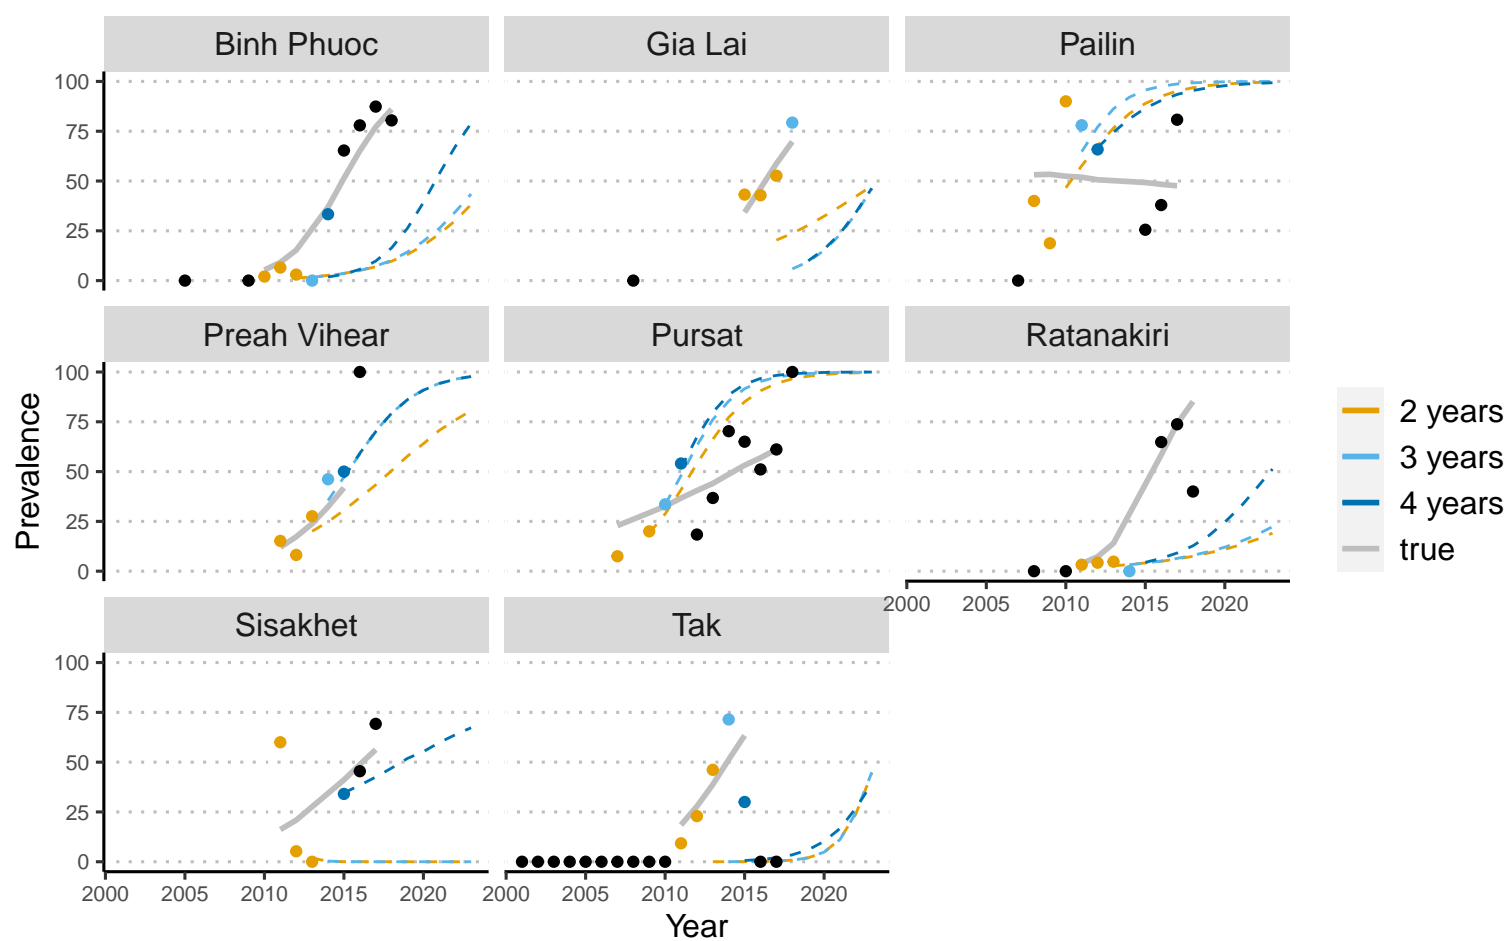 Binh Phuoc
Gia Lai
Pailin
100
75
50
25
0
Preah Vihear
Pursat
Ratanakiri
100
75
50
25
0
2000 2005 2010 2015 2020
Sisakhet
Tak
100
75
50
25
0
2000 2005 2010 2015 2020
2000 2005 2010 2015 2020
Year
Prevalence
2 years
3 years
4 years
true